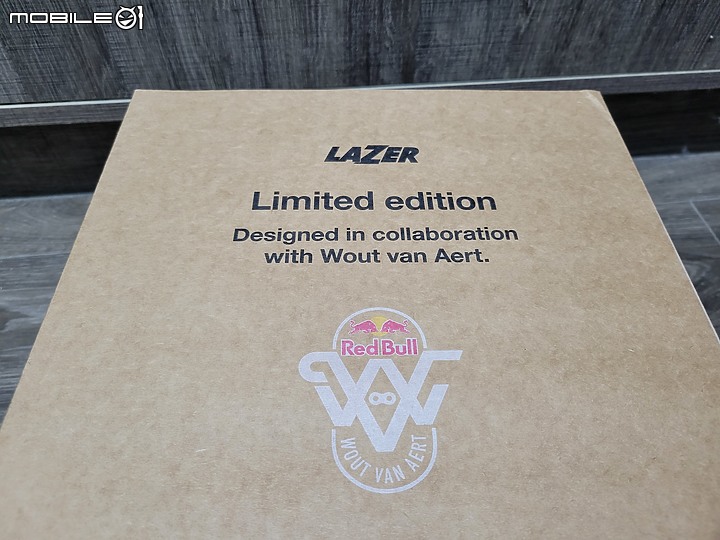 MOBILE01
LAZER
Limited edition
Designed in collaboration
with Wout van Aert.
Red Bull
WOUT VAN AERT